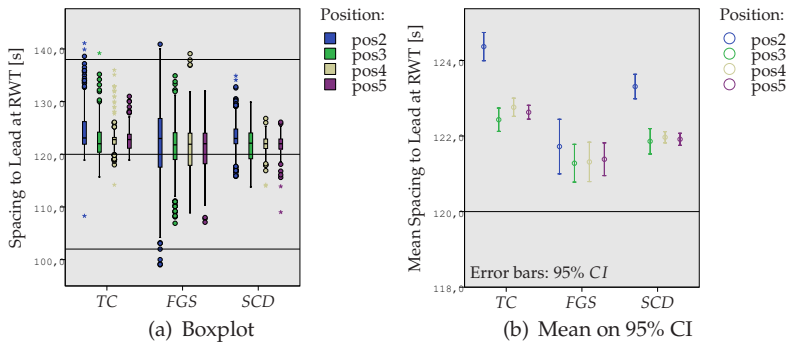 Position:
pos2
pos3
pos4
pos5
Spacing to Lead at RWT [s]
140,0
130,0
120,0
110,0
100,0
TC
FGS
SCD
(a) Boxplot
Position:
pos2
pos3
pos4
pos5
Mean Spacing to Lead at RWT [s]
124,0
122,0
120,0
118,0
Error bars: 95% CI
TC
FGS
SCD
(b) Mean on 95% CI